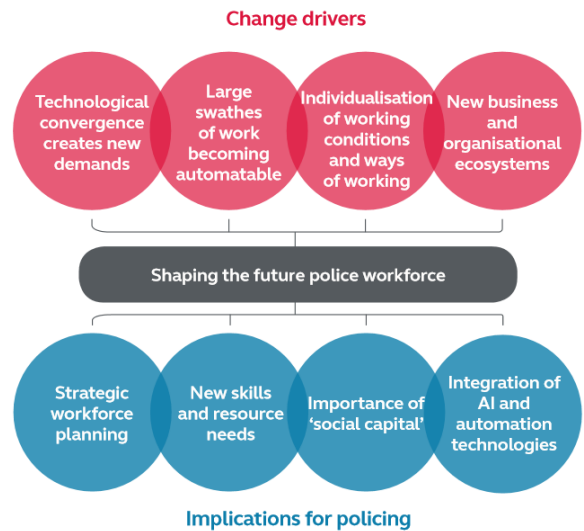 Change drivers
Technological
convergence
creates new
demands
Large
swathes
of work
becoming
automatable
Individualisation
of working
conditions
and ways
of working
New business
and
organisational
ecosystems
Shaping the future police workforce
Strategic
workforce
planning
New skills
and resource
needs
Importance of
‘social capital’
Integration of
AI and
automation
technologies
Implications for policing